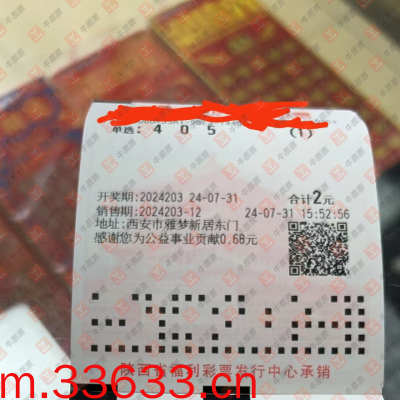 单选: 4 0 5 (1)
开奖期:2024203 24-07-31 合计2元
销售期:2024203-12 24-07-31 15:52:56
地址:西安市雅梦新居东门
感谢您为公益事业贡献0.68元
陕西省福利彩票发行中心承销
m.33633.cn